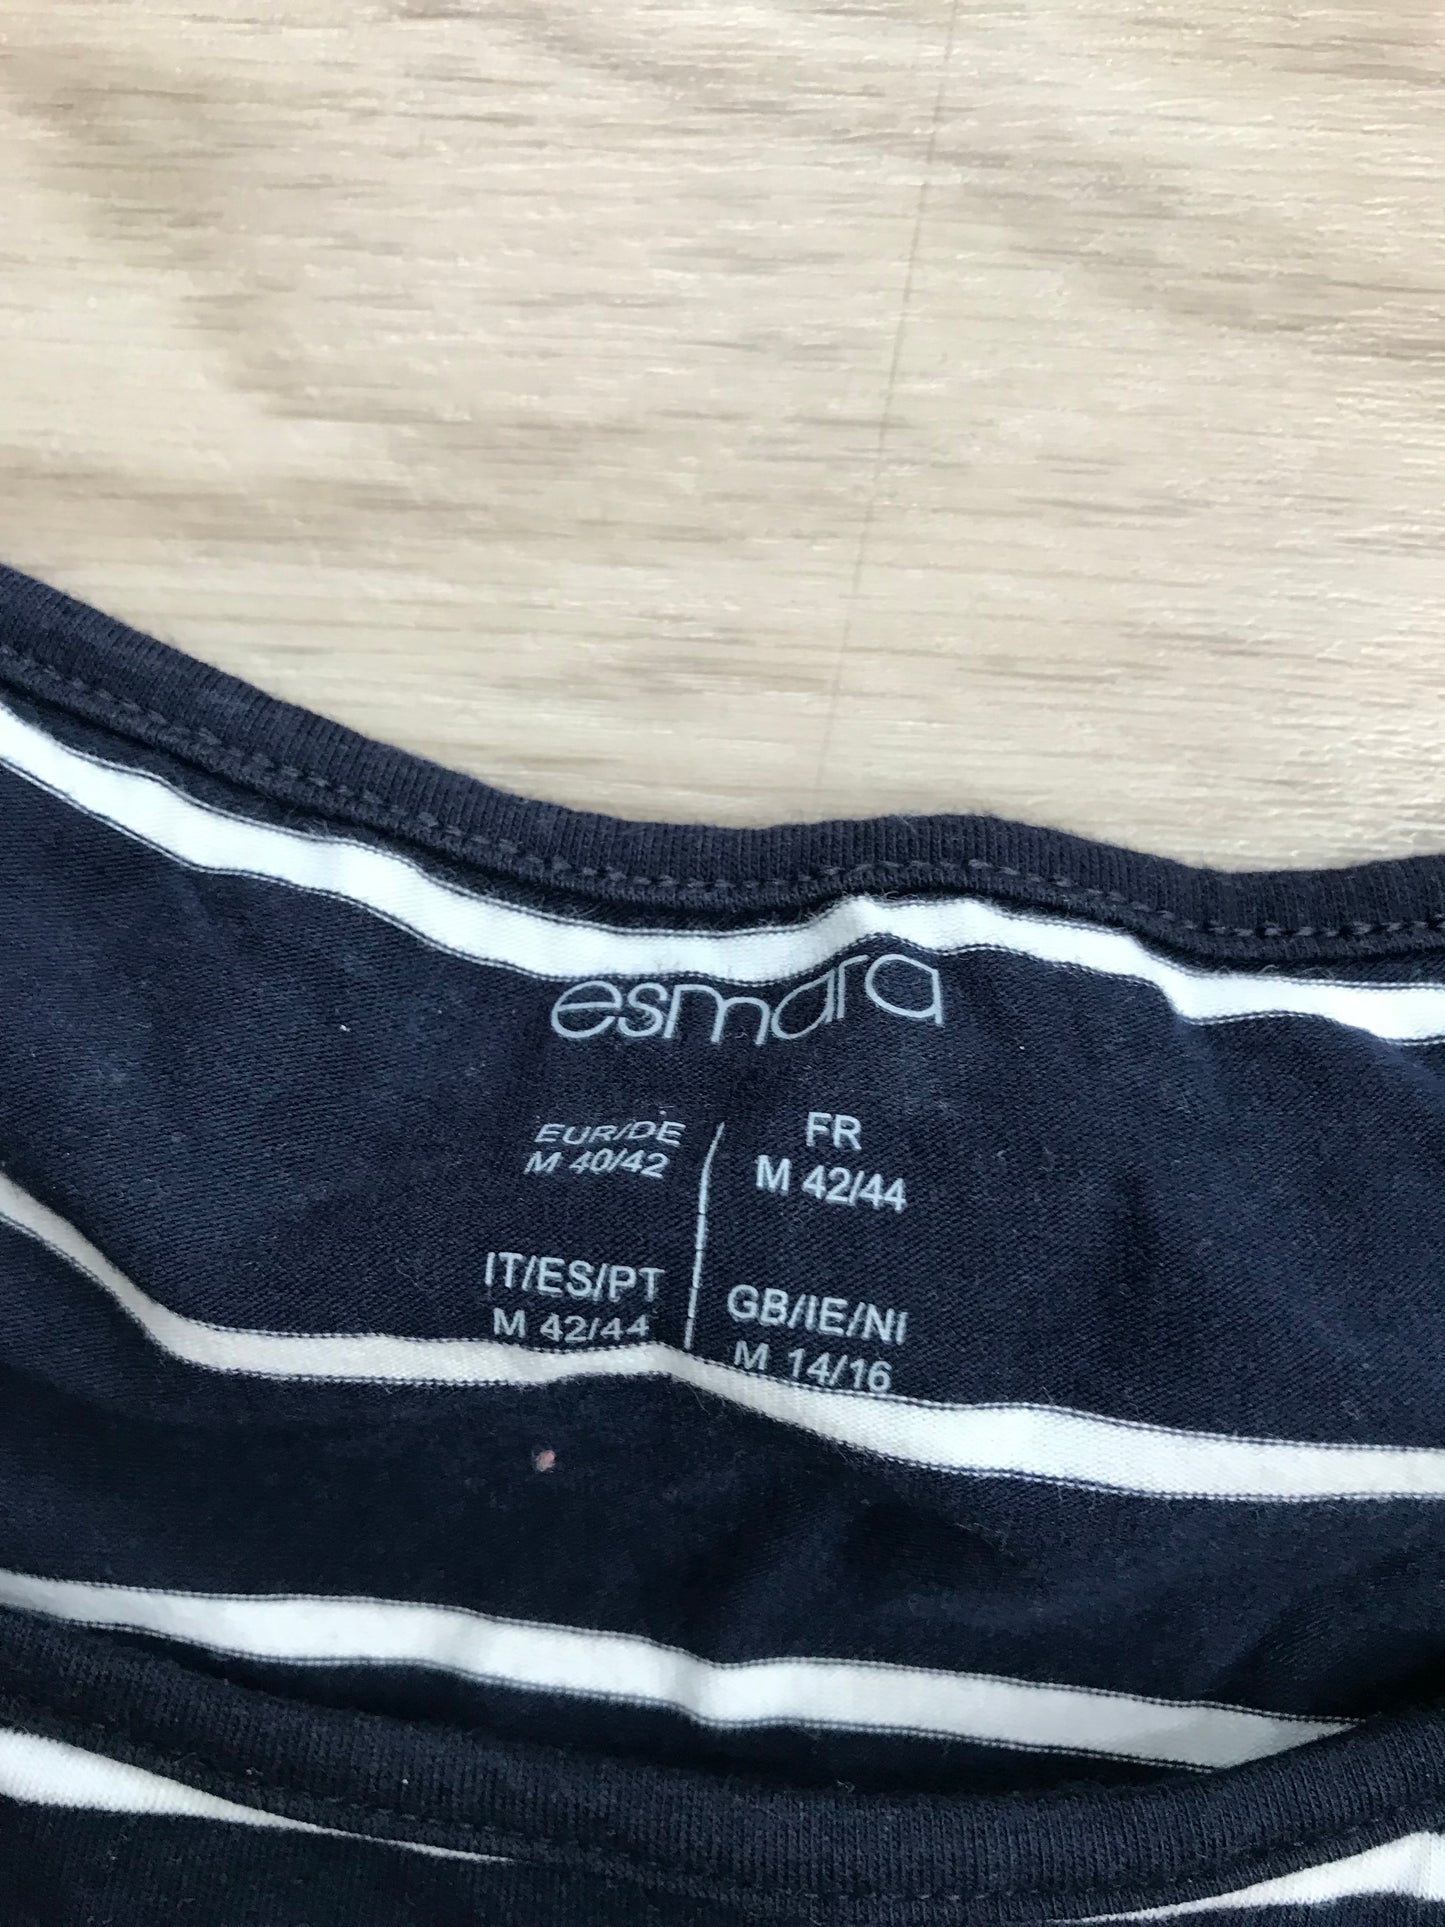 esmara
EUR/DE
M 40/42
FR
M 42/44
IT/ES/PT
M 42/44
GB/IE/NI
M 14/16